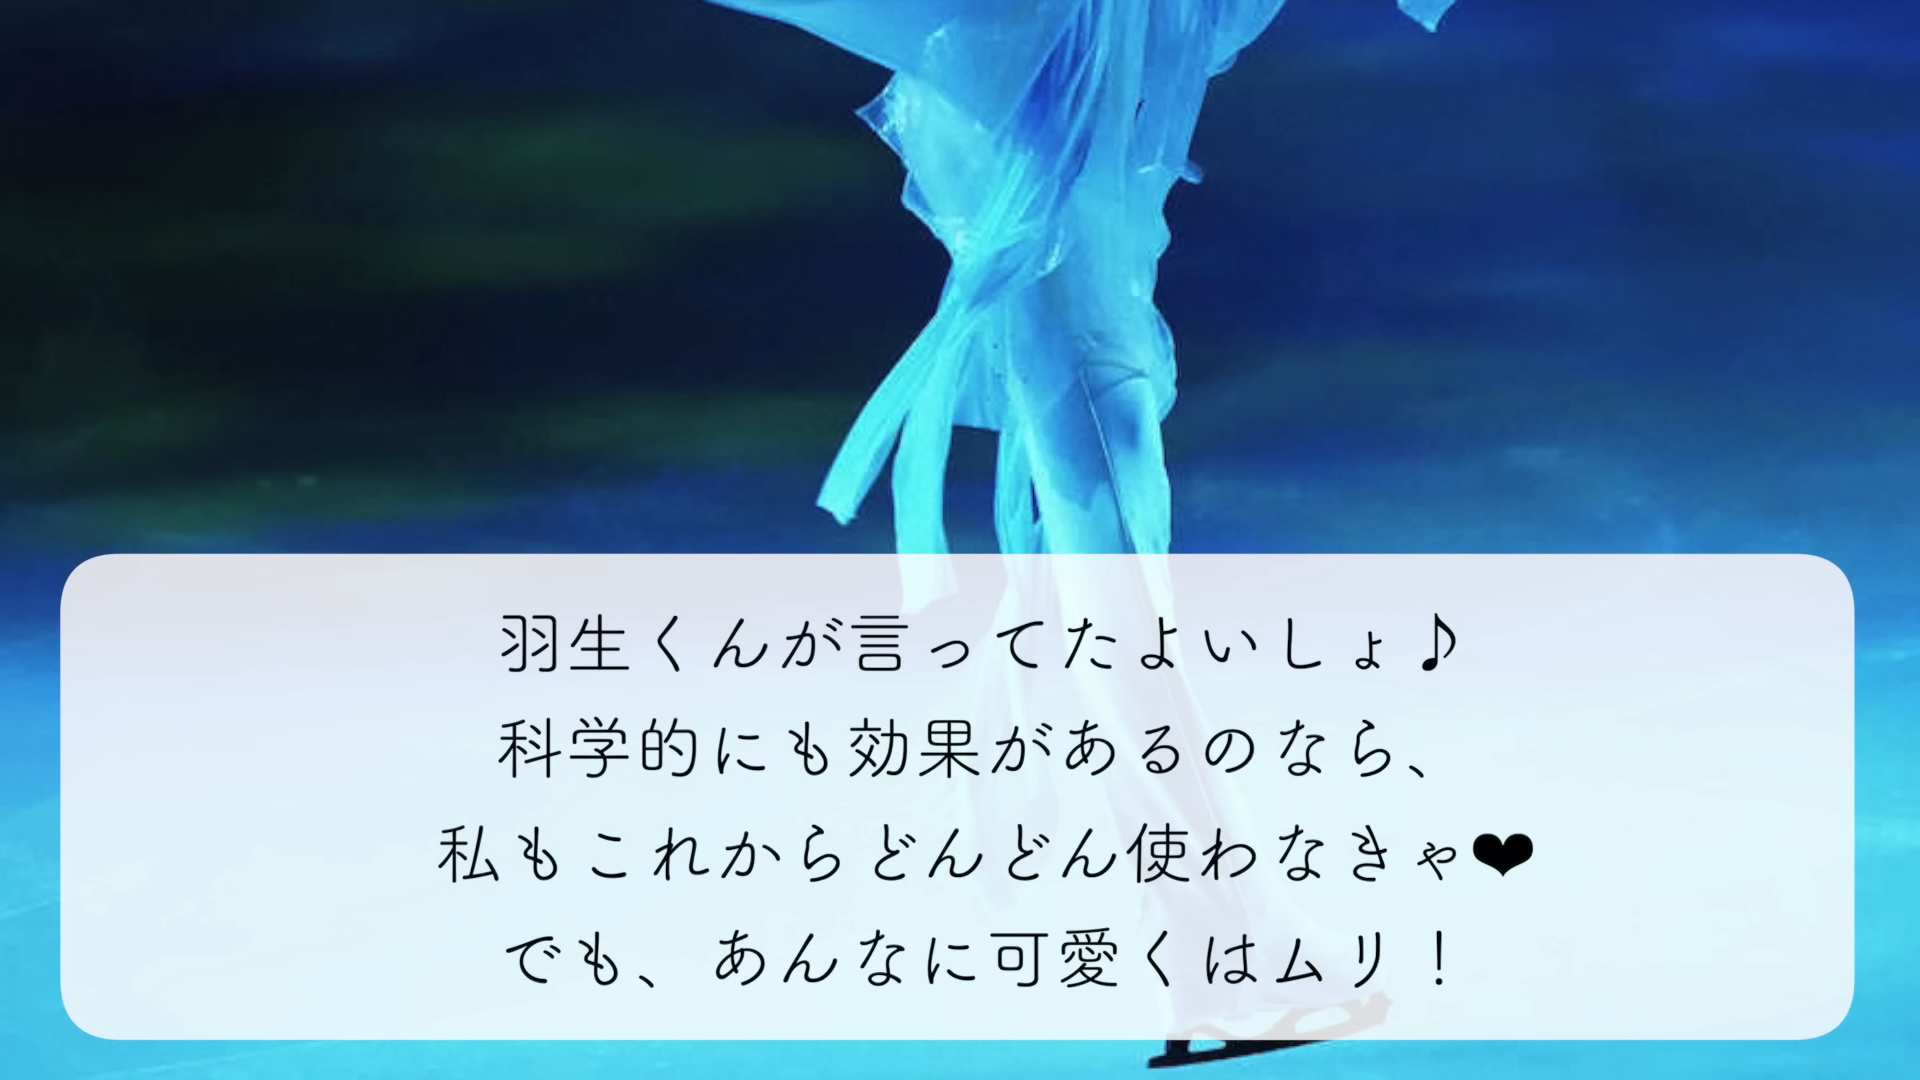 羽生くんが言ってたよいしょ♪
科学的にも効果があるのなら、
私もこれからどんどん使わなきゃ❤
でも、あんなに可愛くはムリ！